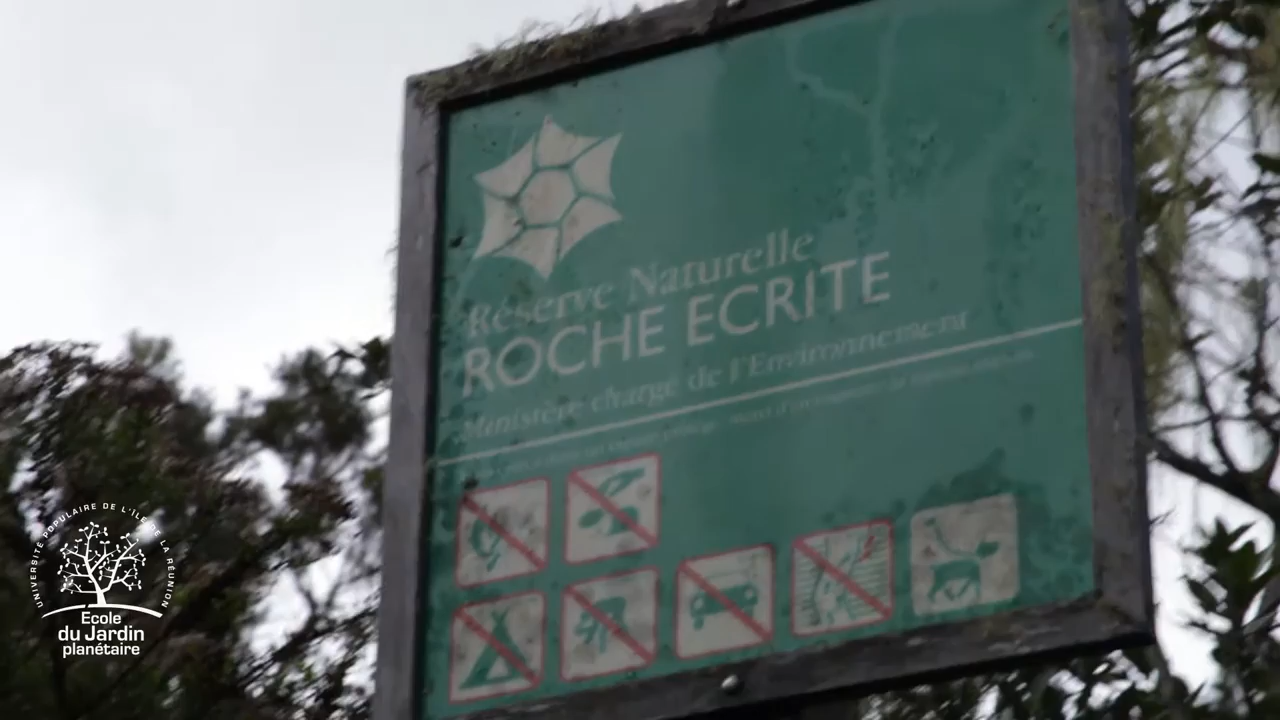 Réserve Naturelle
ROCHE ECRITE
Ministère chargé de l'Environnement
UNIVERSITÉ POPULAIRE DE L'ILE DE LA RÉUNION
Ecole
du Jardin
planétaire